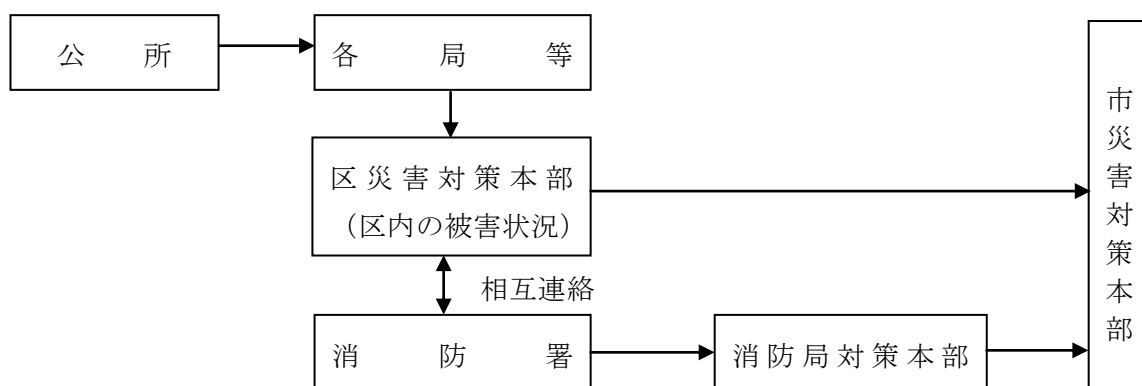 公所
各局等
区災害対策本部
（区内の被害状況）
相互連絡
消防署
消防局対策本部
市災害対策本部